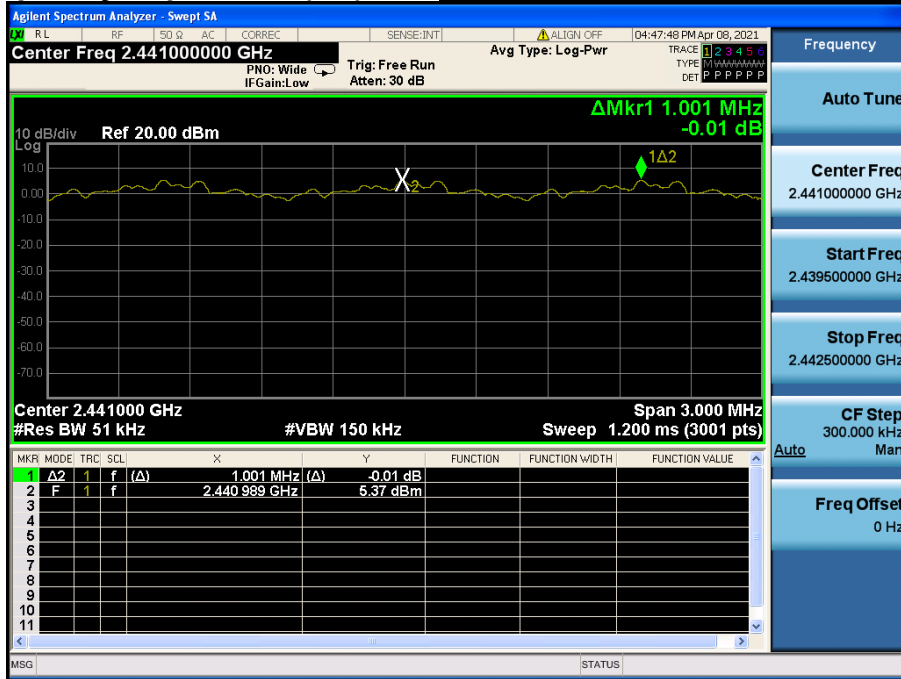 Agilent Spectrum Analyzer - Swept SA
LXI RL RF 50 Ω AC CORREC SENSE:INT ALIGN OFF 04:47:48 PM Apr 08, 2021
Center Freq 2.441000000 GHz
PNO: Wide
IFGain:Low
Trig: Free Run
Atten: 30 dB
Avg Type: Log-Pwr
TRACE 1 2 3 4 5 6
TYPE M WWWWW
DET P P P P P P
ΔMkr1 1.001 MHz
-0.01 dB
10 dB/div Ref 20.00 dBm
Log
10.0
0.00
-10.0
-20.0
-30.0
-40.0
-50.0
-60.0
-70.0
X2
1Δ2
Center 2.441000 GHz Span 3.000 MHz
#Res BW 51 kHz #VBW 150 kHz Sweep 1.200 ms (3001 pts)
MKR MODE TRC SCL X Y FUNCTION FUNCTION WIDTH FUNCTION VALUE
1 Δ2 1 f (Δ) 1.001 MHz (Δ) -0.01 dB
2 F 1 f 2.440 989 GHz 5.37 dBm
3
4
5
6
7
8
9
10
11
MSG STATUS
Frequency
Auto Tune
Center Freq
2.441000000 GHz
Start Freq
2.439500000 GHz
Stop Freq
2.442500000 GHz
CF Step
300.000 kHz
Auto Man
Freq Offset
0 Hz